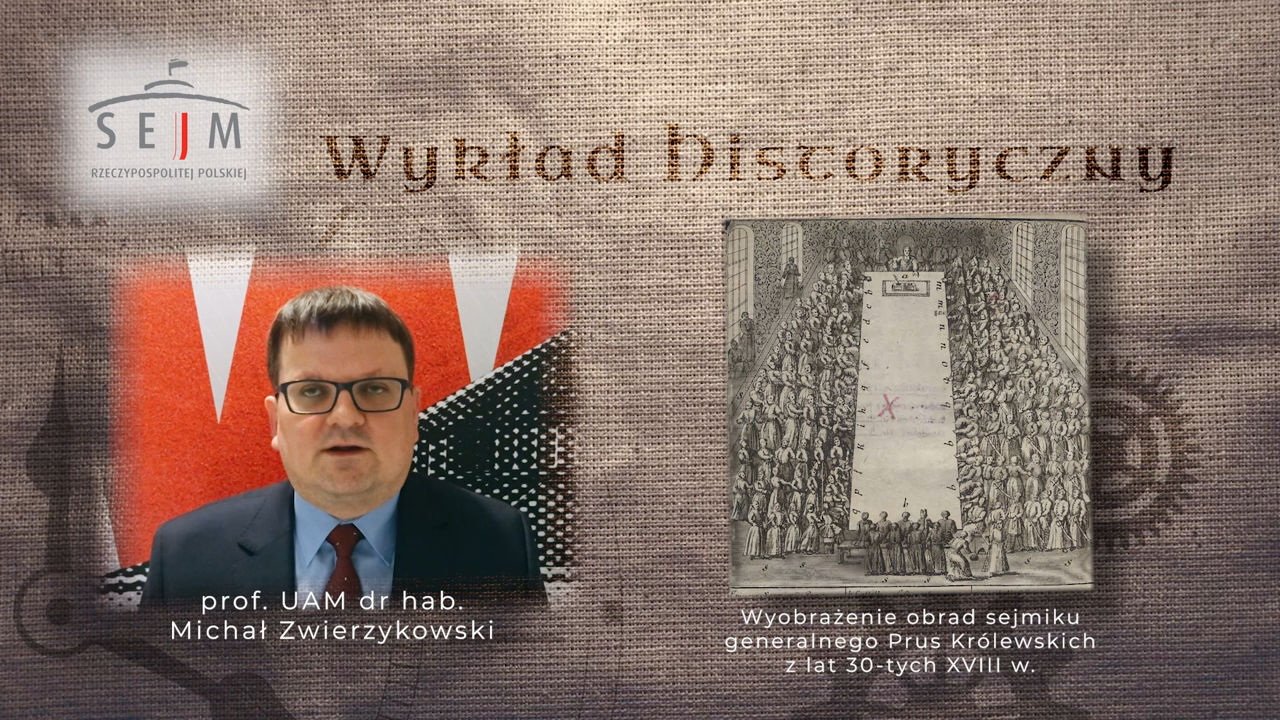 SEJM
RZECZYPOSPOLITEJ POLSKIEJ
Wykład Historyczny
prof. UAM dr hab.
Michał Zwierzykowski
X
Wyobrażenie obrad sejmiku
generalnego Prus Królewskich
z lat 30-tych XVIII w.